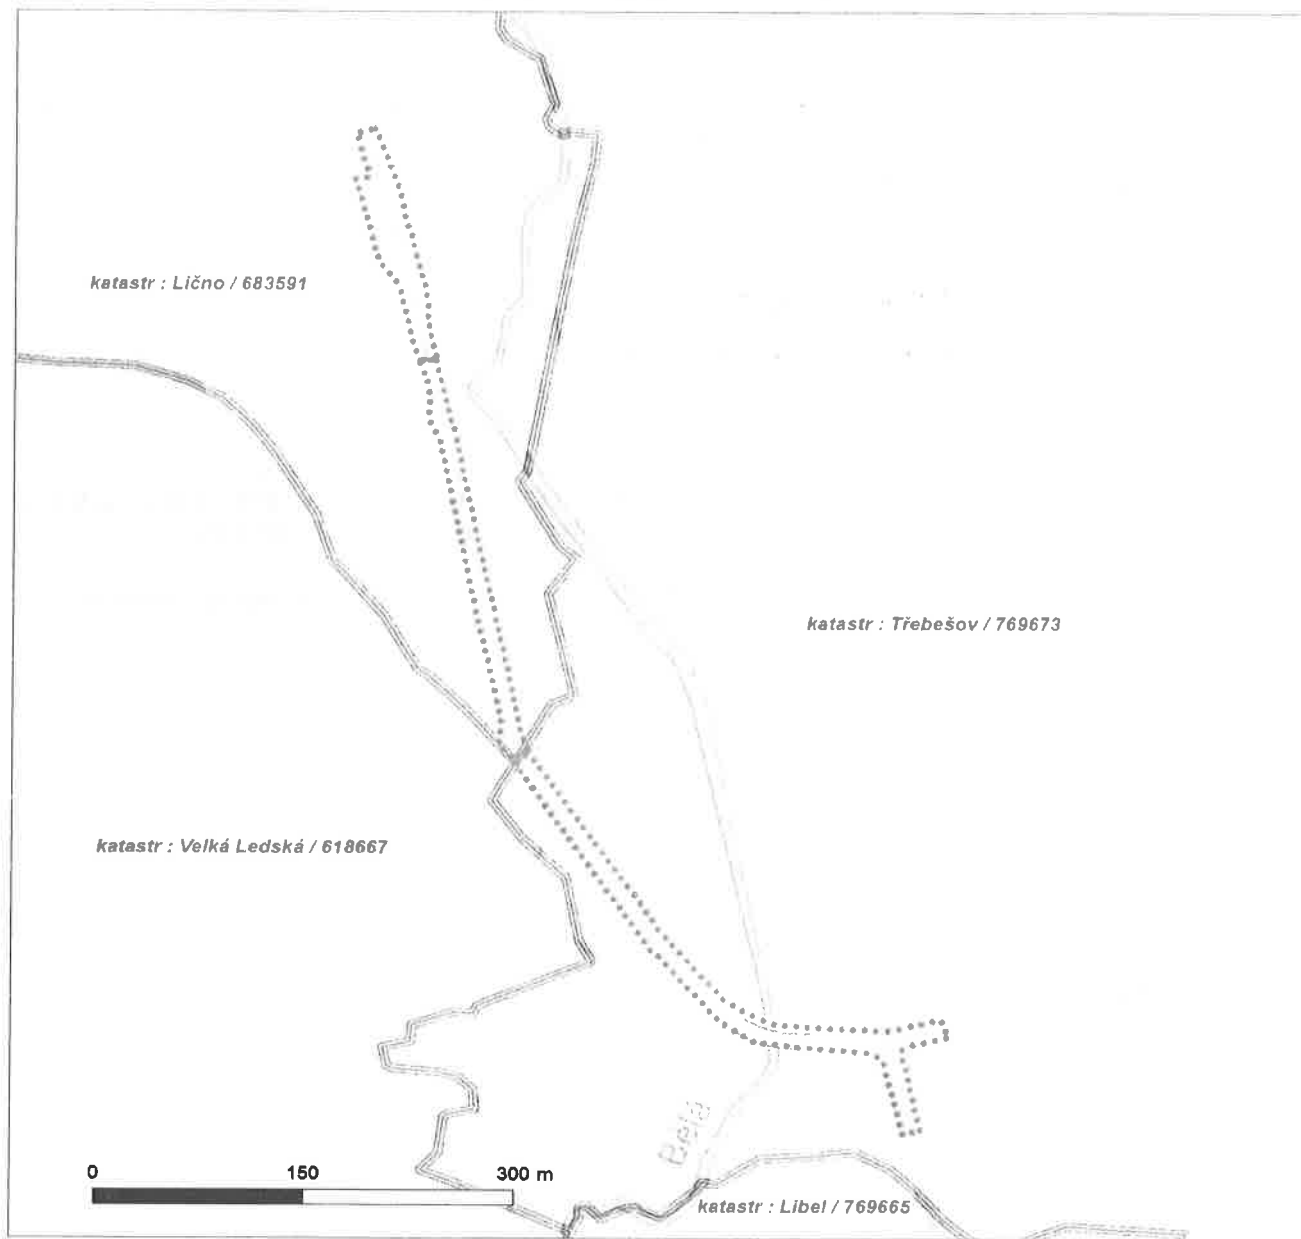 katastr : Lično / 683591
katastr : Třebešov / 769673
katastr : Velká Ledská / 618667
Bělá
0 150 300 m
katastr : Libel / 769665